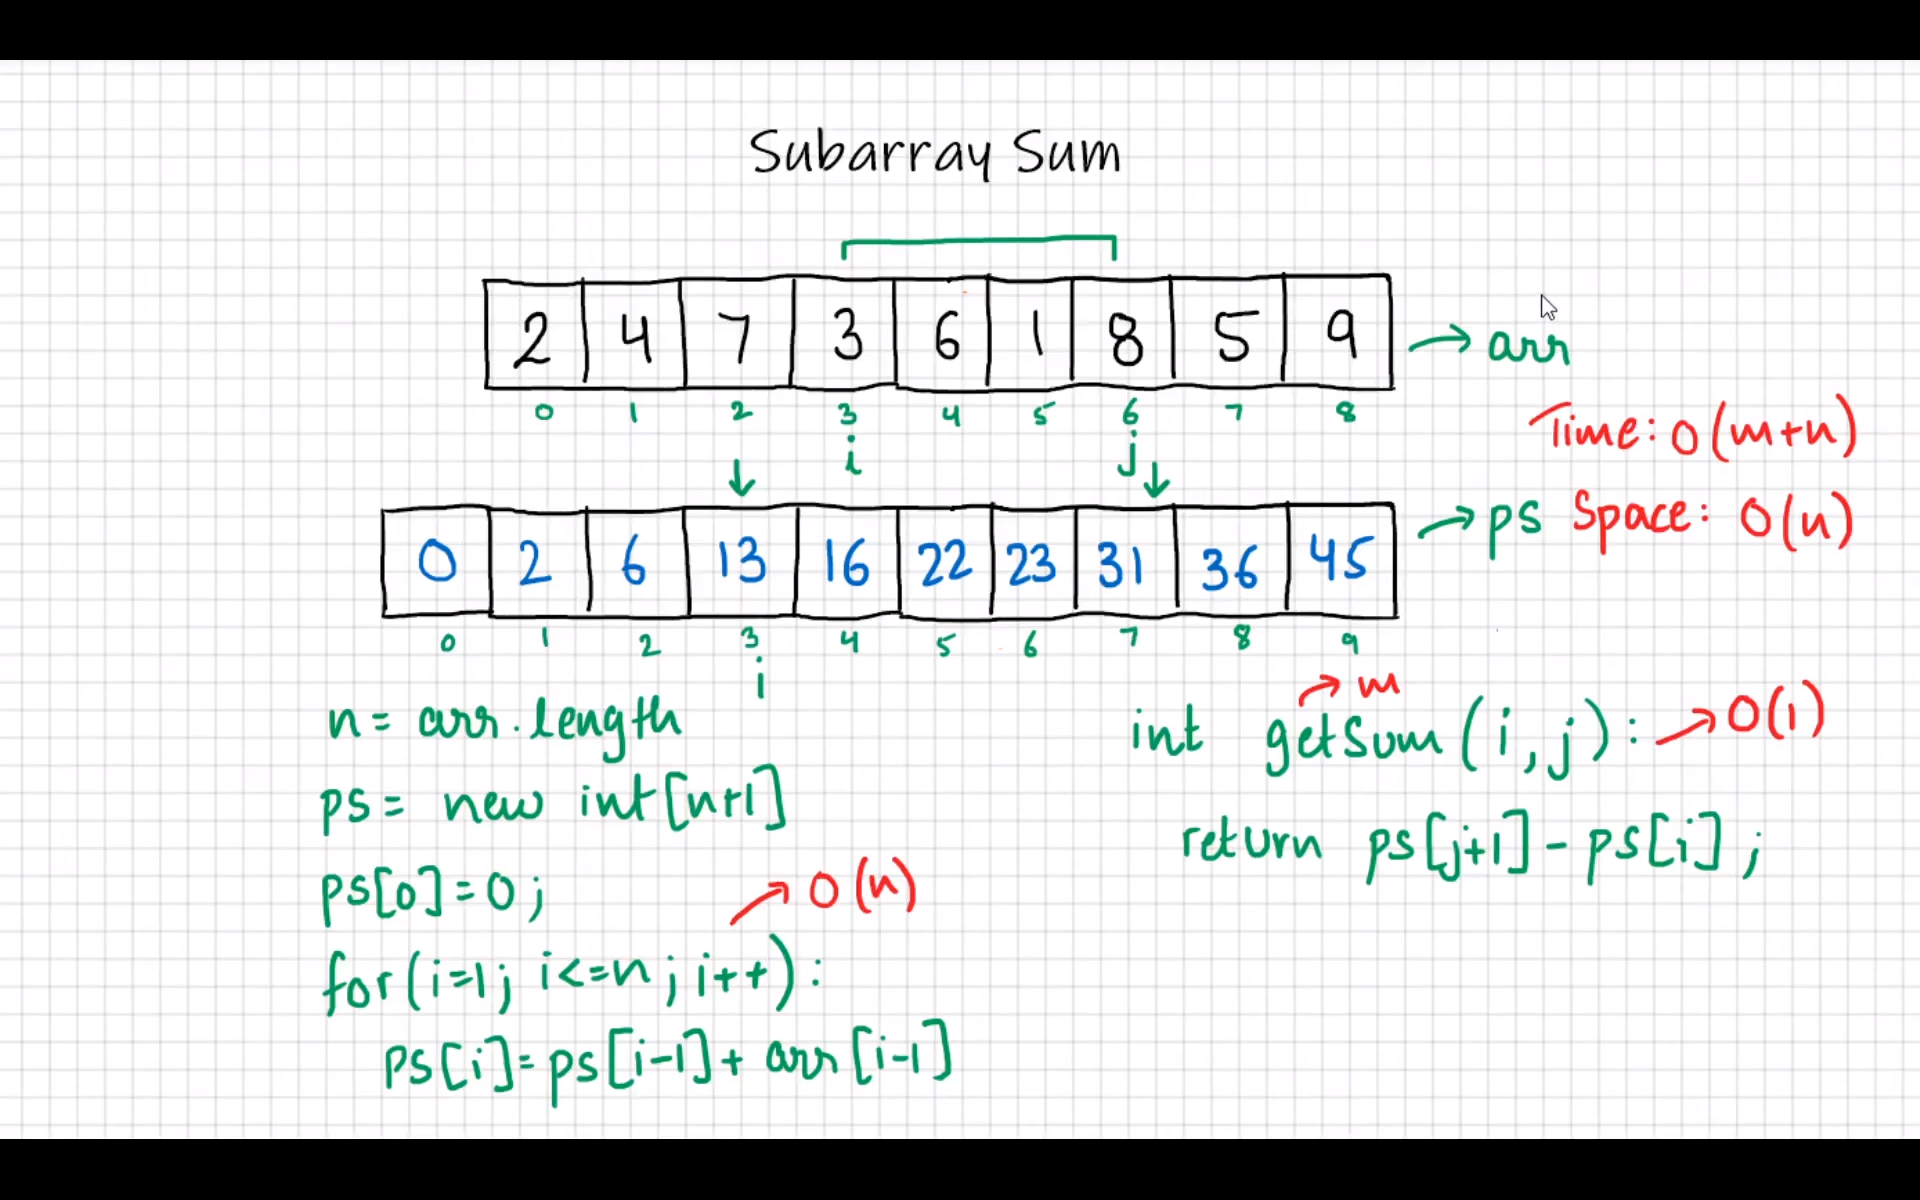 Subarray Sum
2 4 7 3 6 1 8 5 9 → arr
0 1 2 3 4 5 6 7 8
i j
Time: O(m+n)
0 2 6 13 16 22 23 31 36 45 → ps
Space: O(n)
0 1 2 3 4 5 6 7 8 9
i
n= arr.length
ps= new int[n+1]
ps[0]=0;
→ O(n)
for(i=1; i<=n; i++):
ps[i]=ps[i-1]+ arr[i-1]
→ m
int getSum(i,j): → O(1)
return ps[j+1]-ps[i];